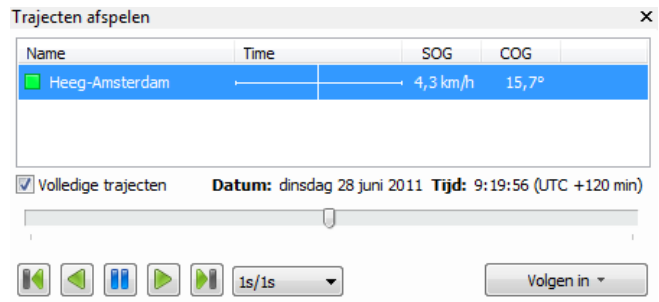 Trajecten afspelen
Name Time SOG COG
Heeg-Amsterdam 4,3 km/h 15,7°
Volledige trajecten Datum: dinsdag 28 juni 2011 Tijd: 9:19:56 (UTC +120 min)
1s/1s Volgen in